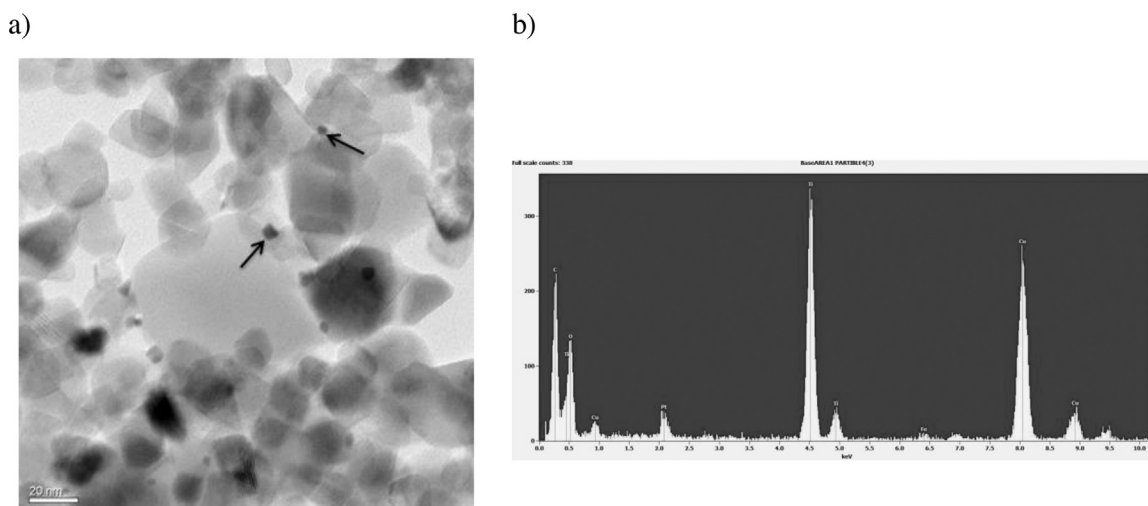 a)
b)
20 nm
Full scale counts: 338
BaseAREA1 PARTIBLE4(3)
300
200
100
0
C
O
Ti
Cu
Pt
Ti
Ti
Fe
Cu
Cu
0.0 0.5 1.0 1.5 2.0 2.5 3.0 3.5 4.0 4.5 5.0 5.5 6.0 6.5 7.0 7.5 8.0 8.5 9.0 9.5 10.0
keV